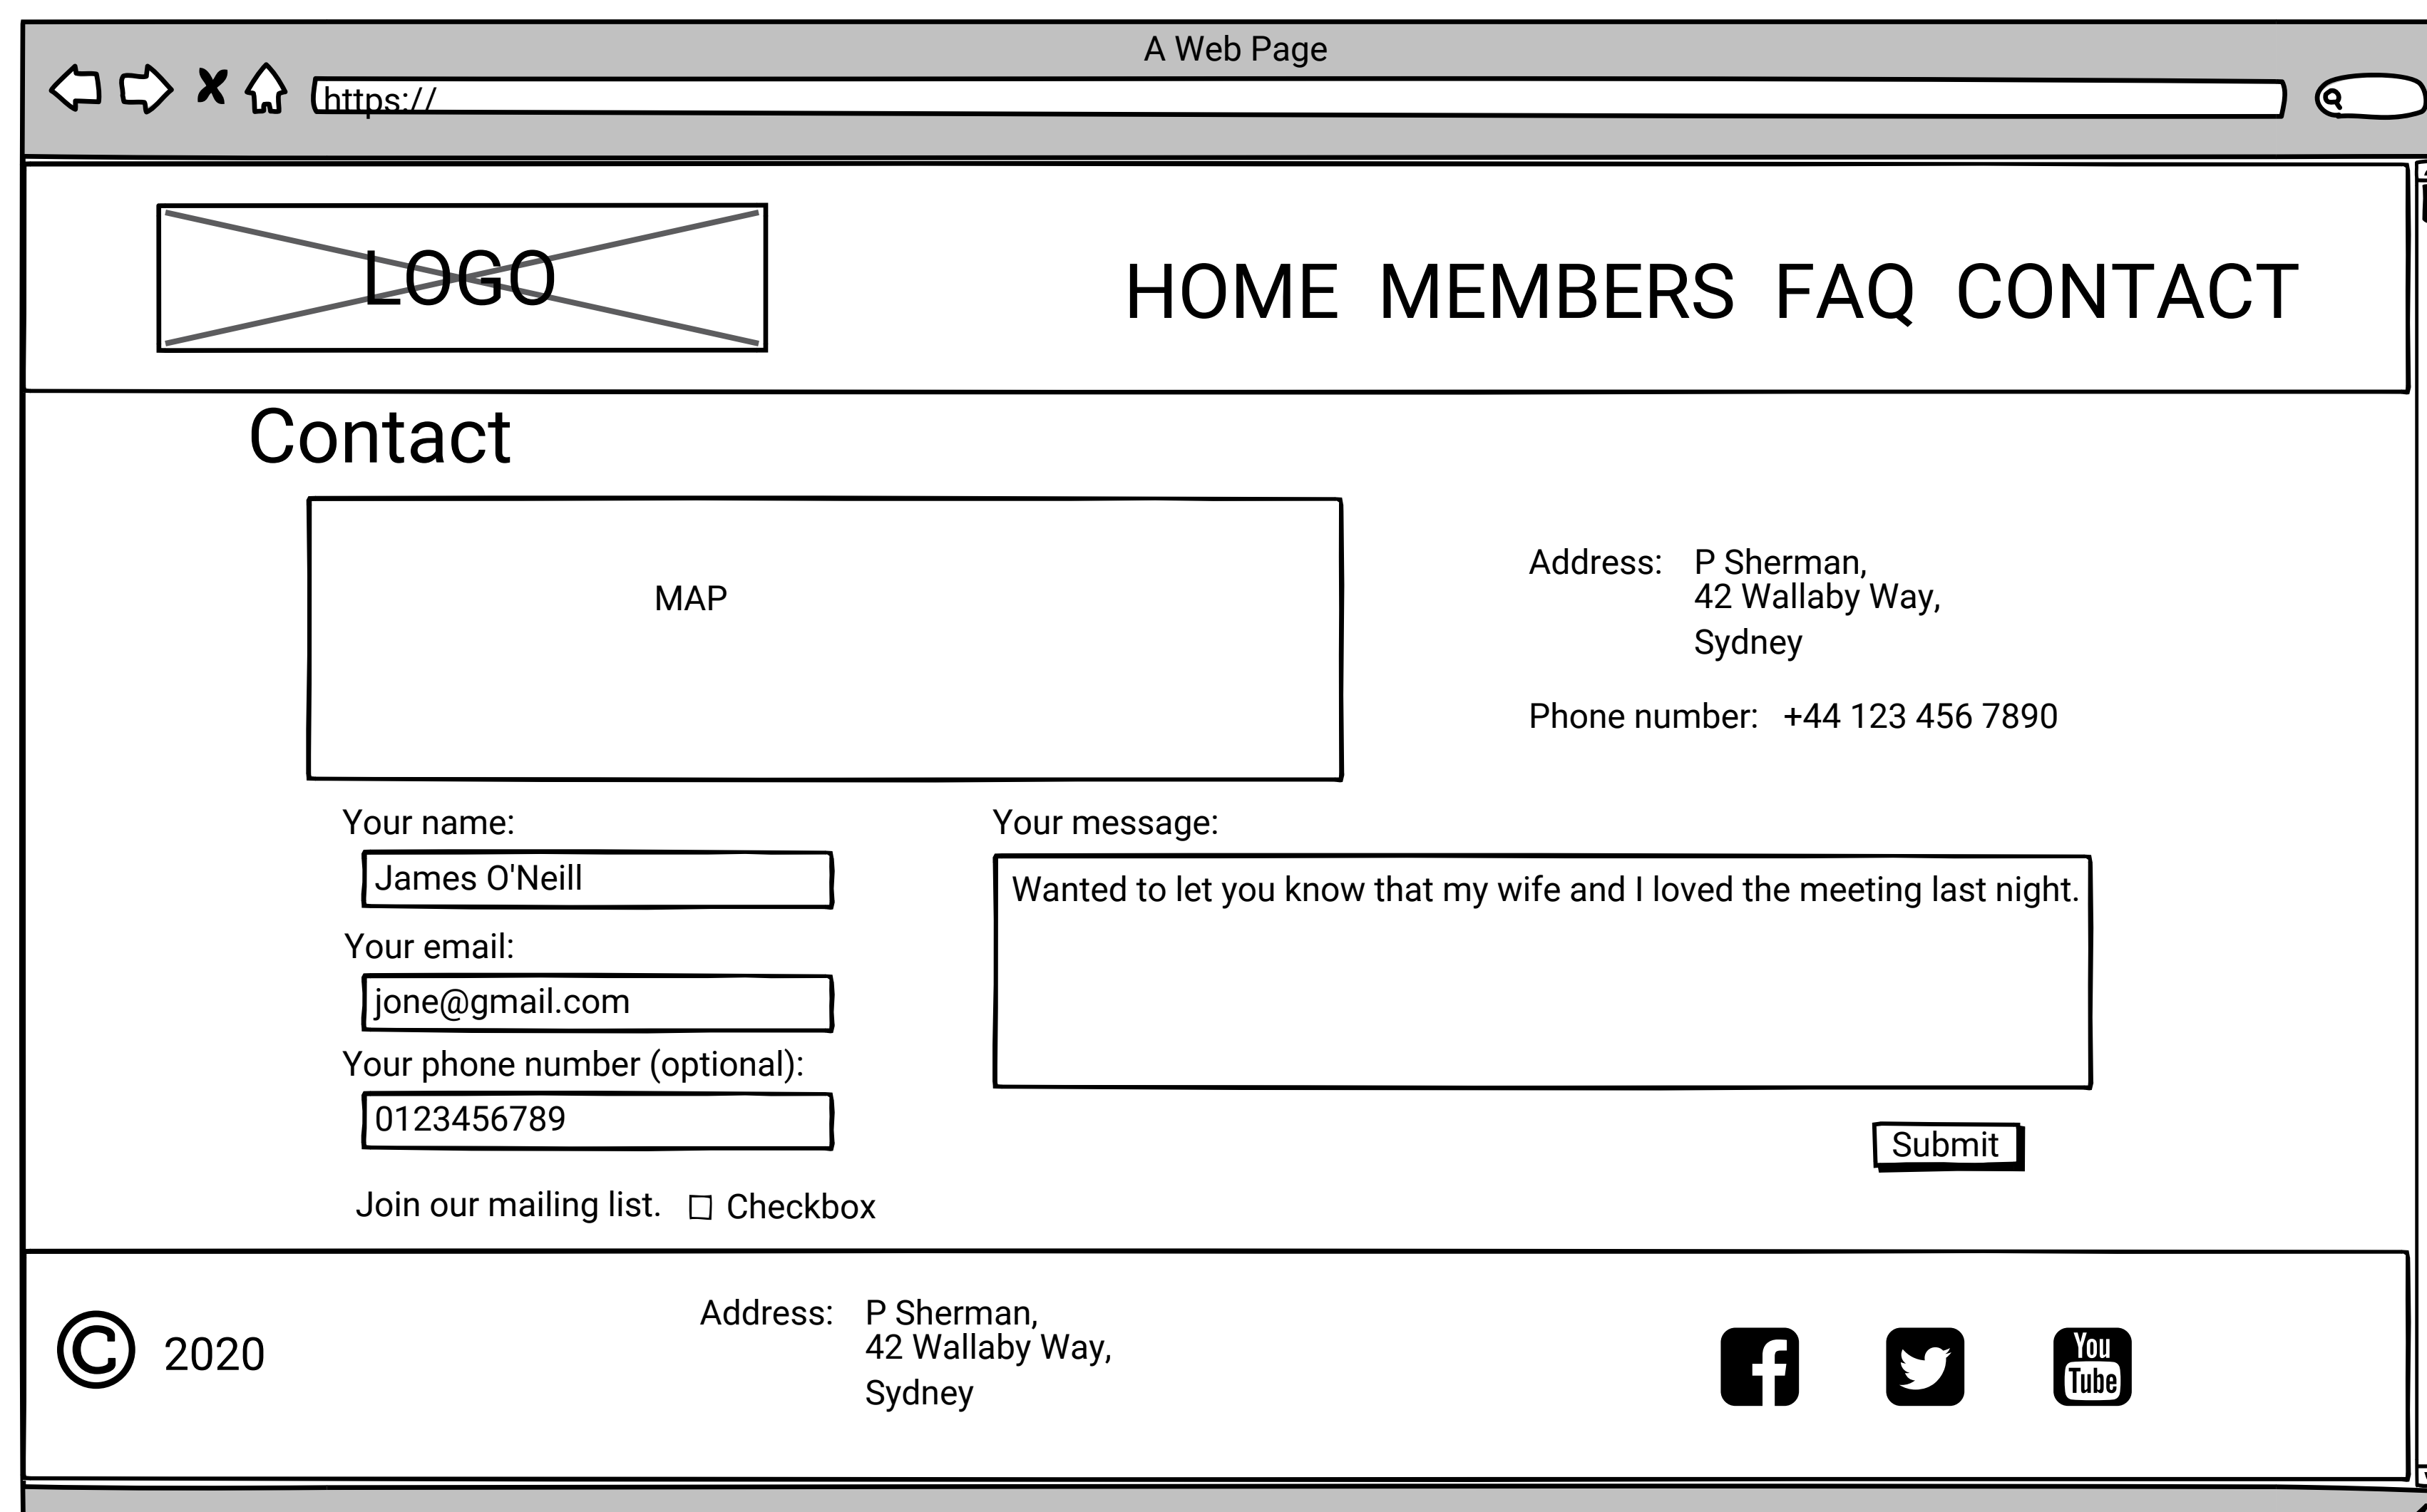 A Web Page
https://
LOGO
HOME MEMBERS FAQ CONTACT
Contact
MAP
Address: P Sherman,
42 Wallaby Way,
Sydney
Phone number: +44 123 456 7890
Your name:
James O'Neill
Your email:
jone@gmail.com
Your phone number (optional):
0123456789
Join our mailing list. Checkbox
Your message:
Wanted to let you know that my wife and I loved the meeting last night.
Submit
© 2020
Address: P Sherman,
42 Wallaby Way,
Sydney
You
Tube